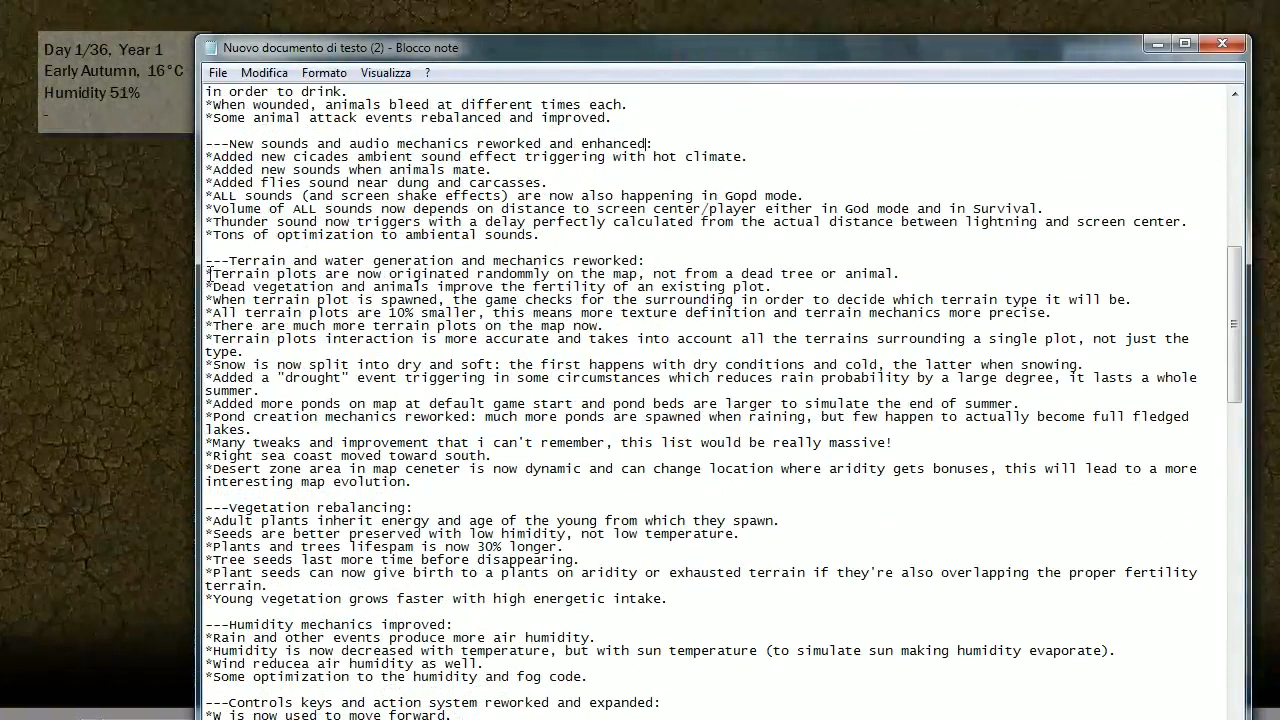 Day 1/36, Year 1
Early Autumn, 16°C
Humidity 51%
-
Nuovo documento di testo (2) - Blocco note
File Modifica Formato Visualizza ?
in order to drink.
*When wounded, animals bleed at different times each.
*Some animal attack events rebalanced and improved.
---New sounds and audio mechanics reworked and enhanced:
*Added new cicades ambient sound effect triggering with hot climate.
*Added new sounds when animals mate.
*Added flies sound near dung and carcasses.
*ALL sounds (and screen shake effects) are now also happening in Gopd mode.
*Volume of ALL sounds now depends on distance to screen center/player either in God mode and in Survival.
*Thunder sound now triggers with a delay perfectly calculated from the actual distance between lightning and screen center.
*Tons of optimization to ambiental sounds.
---Terrain and water generation and mechanics reworked:
*Terrain plots are now originated randommly on the map, not from a dead tree or animal.
*Dead vegetation and animals improve the fertility of an existing plot.
*When terrain plot is spawned, the game checks for the surrounding in order to decide which terrain type it will be.
*All terrain plots are 10% smaller, this means more texture definition and terrain mechanics more precise.
*There are much more terrain plots on the map now.
*Terrain plots interaction is more accurate and takes into account all the terrains surrounding a single plot, not just the
type.
*Snow is now split into dry and soft: the first happens with dry conditions and cold, the latter when snowing.
*Added a "drought" event triggering in some circumstances which reduces rain probability by a large degree, it lasts a whole
summer.
*Added more ponds on map at default game start and pond beds are larger to simulate the end of summer.
*Pond creation mechanics reworked: much more ponds are spawned when raining, but few happen to actually become full fledged
lakes.
*Many tweaks and improvement that i can't remember, this list would be really massive!
*Right sea coast moved toward south.
*Desert zone area in map ceneter is now dynamic and can change location where aridity gets bonuses, this will lead to a more
interesting map evolution.
---Vegetation rebalancing:
*Adult plants inherit energy and age of the young from which they spawn.
*Seeds are better preserved with low himidity, not low temperature.
*Plants and trees lifespam is now 30% longer.
*Tree seeds last more time before disappearing.
*Plant seeds can now give birth to a plants on aridity or exhausted terrain if they're also overlapping the proper fertility
terrain.
*Young vegetation grows faster with high energetic intake.
---Humidity mechanics improved:
*Rain and other events produce more air humidity.
*Humidity is now decreased with temperature, but with sun temperature (to simulate sun making humidity evaporate).
*Wind reducea air humidity as well.
*Some optimization to the humidity and fog code.
---Controls keys and action system reworked and expanded:
*W is now used to move forward.